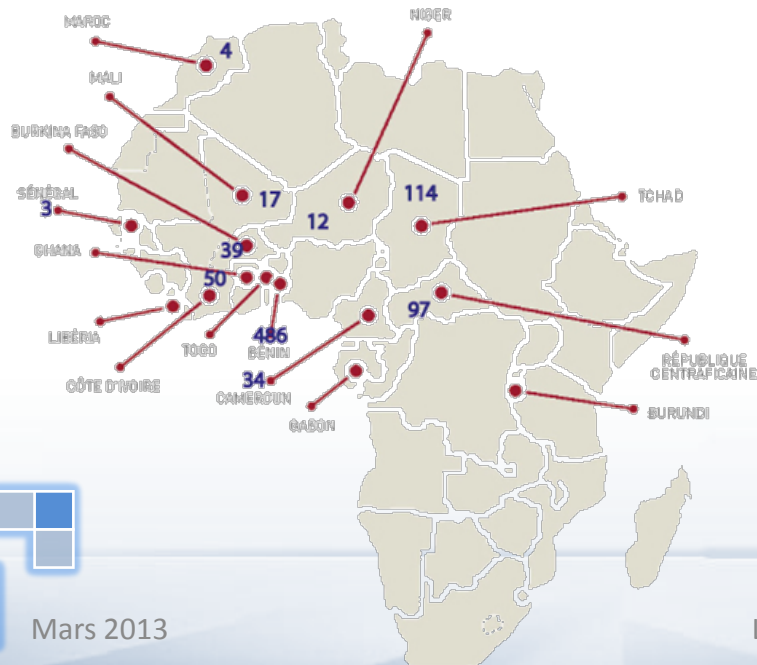 MAROC
NIGER
4
MALI
BURKINA FASO
SÉNÉGAL
3
17
12
114
TCHAD
39
GHANA
50
LIBÉRIA
TOGO
486
BÉNIN
97
CÔTE D'IVOIRE
34
CAMEROUN
GABON
RÉPUBLIQUE
CENTRAFICAINE
BURUNDI
Mars 2013